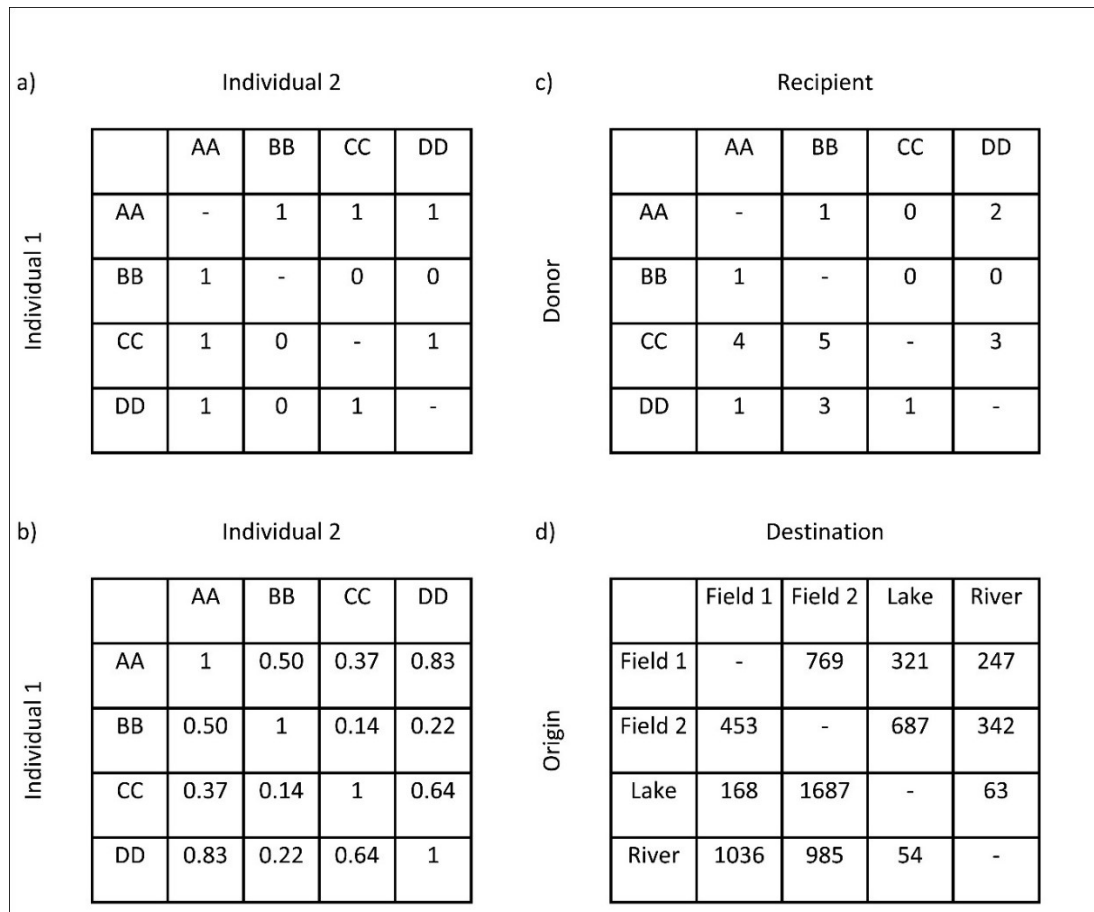 a) Individual 2
Individual 1
AA BB CC DD
AA - 1 1 1
BB 1 - 0 0
CC 1 0 - 1
DD 1 0 1 -
c) Recipient
Donor
AA BB CC DD
AA - 1 0 2
BB 1 - 0 0
CC 4 5 - 3
DD 1 3 1 -
b) Individual 2
Individual 1
AA BB CC DD
AA 1 0.50 0.37 0.83
BB 0.50 1 0.14 0.22
CC 0.37 0.14 1 0.64
DD 0.83 0.22 0.64 1
d) Destination
Origin
Field 1 Field 2 Lake River
Field 1 - 769 321 247
Field 2 453 - 687 342
Lake 168 1687 - 63
River 1036 985 54 -